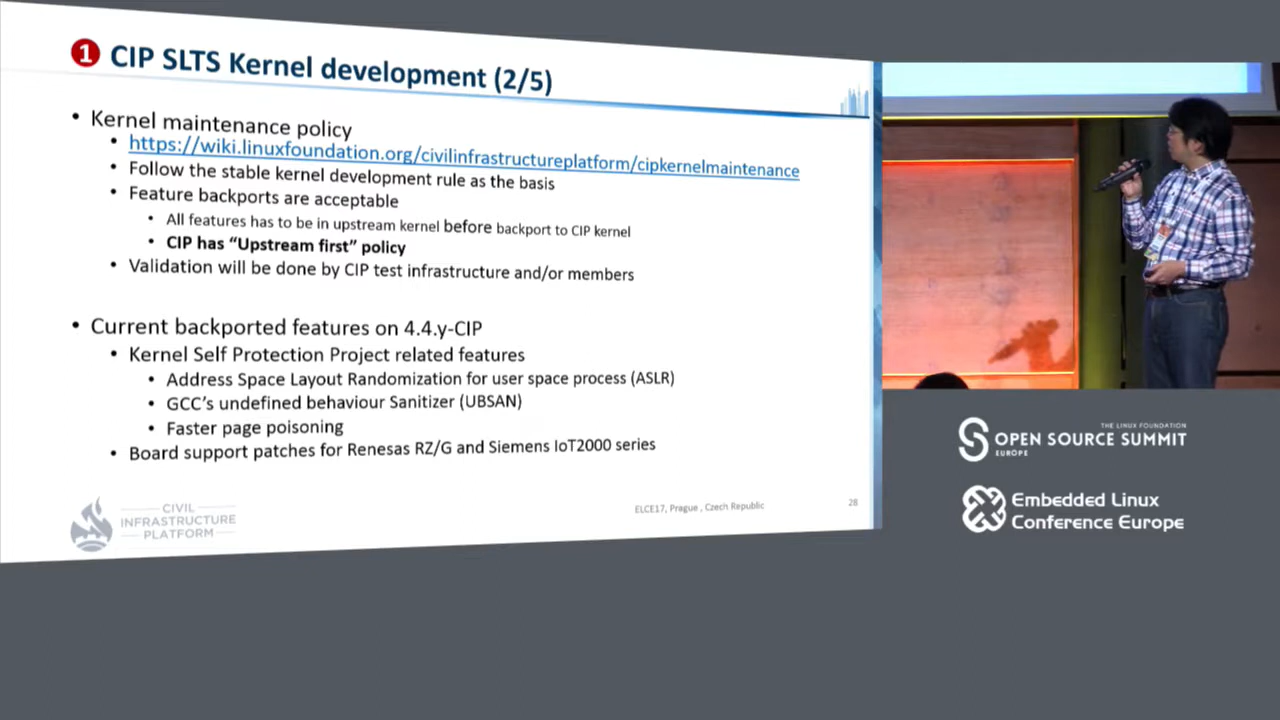 1 CIP SLTS Kernel development (2/5)
• Kernel maintenance policy
• https://wiki.linuxfoundation.org/civilinfrastructureplatform/cipkernelmaintenance
• Follow the stable kernel development rule as the basis
• Feature backports are acceptable
• All features has to be in upstream kernel before backport to CIP kernel
• CIP has “Upstream first” policy
• Validation will be done by CIP test infrastructure and/or members
• Current backported features on 4.4.y-CIP
• Kernel Self Protection Project related features
• Address Space Layout Randomization for user space process (ASLR)
• GCC's undefined behaviour Sanitizer (UBSAN)
• Faster page poisoning
• Board support patches for Renesas RZ/G and Siemens IoT2000 series
CIVIL
INFRASTRUCTURE
PLATFORM
ELCE17, Prague , Czech Republic
28
THE LINUX FOUNDATION
OPEN SOURCE SUMMIT
EUROPE
Embedded Linux
Conference Europe